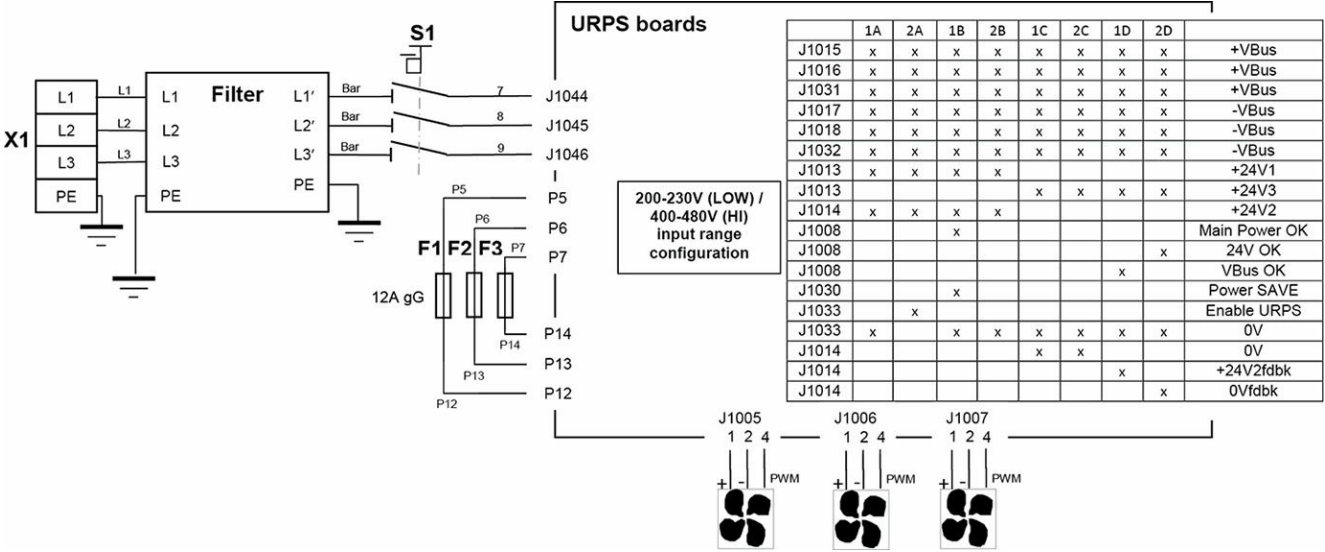 URPS boards
S1
X1
L1
L2
L3
PE
L1
L2
L3
L1
L2
L3
PE
Filter
L1′
L2′
L3′
PE
Bar
Bar
Bar
7
8
9
J1044
J1045
J1046
P5
P6
P7
P5
P6
P7
F1 F2 F3
12A gG
P14
P13
P12
P14
P13
P12
200-230V (LOW) /
400-480V (HI)
input range
configuration
1A 2A 1B 2B 1C 2C 1D 2D
J1015 x x x x x x x x +VBus
J1016 x x x x x x x x +VBus
J1031 x x x x x x x x +VBus
J1017 x x x x x x x x -VBus
J1018 x x x x x x x x -VBus
J1032 x x x x x x x x -VBus
J1013 x x x x +24V1
J1013 x x x x +24V3
J1014 x x x x +24V2
J1008 x Main Power OK
J1008 x 24V OK
J1008 x VBus OK
J1030 x Power SAVE
J1033 x Enable URPS
J1033 x x x x x x x 0V
J1014 x x 0V
J1014 x +24V2fdbk
J1014 x 0Vfdbk
J1005
1 2 4
+ - PWM
J1006
1 2 4
+ - PWM
J1007
1 2 4
+ - PWM